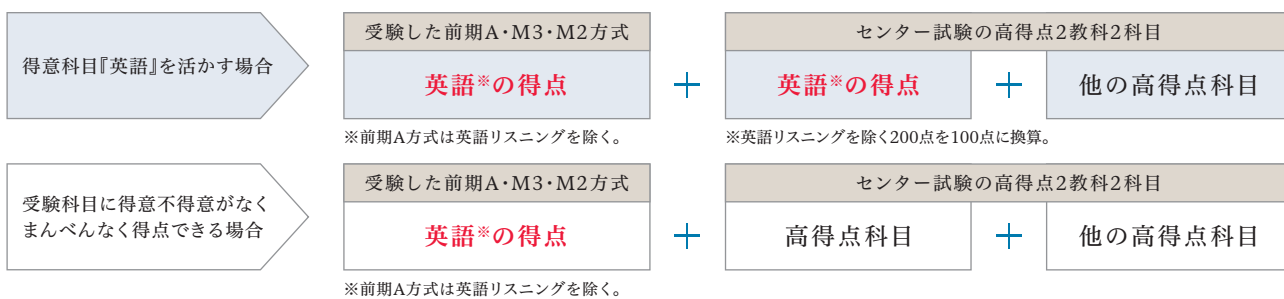 得意科目『英語』を活かす場合
受験した前期A・M3・M2方式
英語※の得点
+
センター試験の高得点2教科2科目
英語※の得点
+
他の高得点科目
※前期A方式は英語リスニングを除く。
※英語リスニングを除く200点を100点に換算。
受験科目に得意不得意がなく
まんべんなく得点できる場合
受験した前期A・M3・M2方式
英語※の得点
+
センター試験の高得点2教科2科目
高得点科目
+
他の高得点科目
※前期A方式は英語リスニングを除く。